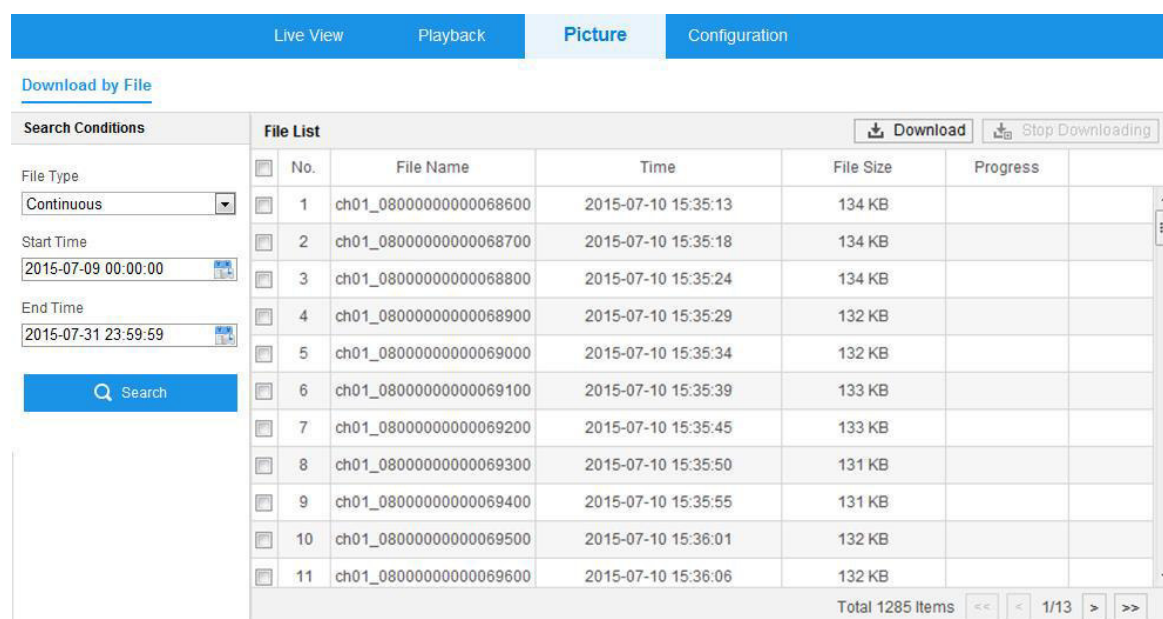 Live View Playback Picture Configuration
Download by File
Search Conditions
File Type
Continuous
Start Time
2015-07-09 00:00:00
End Time
2015-07-31 23:59:59
Search
File List Download Stop Downloading
No. File Name Time File Size Progress
1 ch01_08000000000068600 2015-07-10 15:35:13 134 KB
2 ch01_08000000000068700 2015-07-10 15:35:18 134 KB
3 ch01_08000000000068800 2015-07-10 15:35:24 134 KB
4 ch01_08000000000068900 2015-07-10 15:35:29 132 KB
5 ch01_08000000000069000 2015-07-10 15:35:34 132 KB
6 ch01_08000000000069100 2015-07-10 15:35:39 133 KB
7 ch01_08000000000069200 2015-07-10 15:35:45 133 KB
8 ch01_08000000000069300 2015-07-10 15:35:50 131 KB
9 ch01_08000000000069400 2015-07-10 15:35:55 131 KB
10 ch01_08000000000069500 2015-07-10 15:36:01 132 KB
11 ch01_08000000000069600 2015-07-10 15:36:06 132 KB
Total 1285 Items << < 1/13 > >>